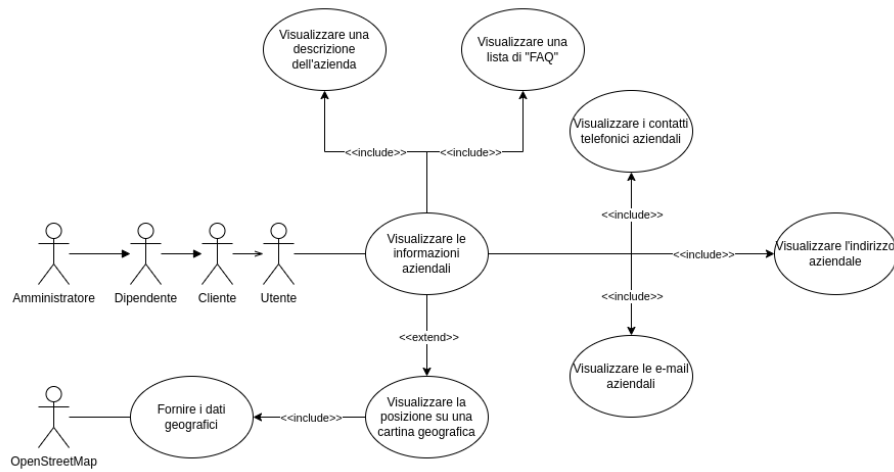 Visualizzare una
descrizione
dell'azienda
Visualizzare una
lista di "FAQ"
Visualizzare i contatti
telefonici aziendali
<<include>>
<<include>>
<<include>>
Visualizzare le
informazioni
aziendali
<<include>>
Visualizzare l'indirizzo
aziendale
Amministratore
Dipendente
Cliente
Utente
<<include>>
<<extend>>
Visualizzare le e-mail
aziendali
Fornire i dati
geografici
<<include>>
Visualizzare la
posizione su una
cartina geografica
OpenStreetMap